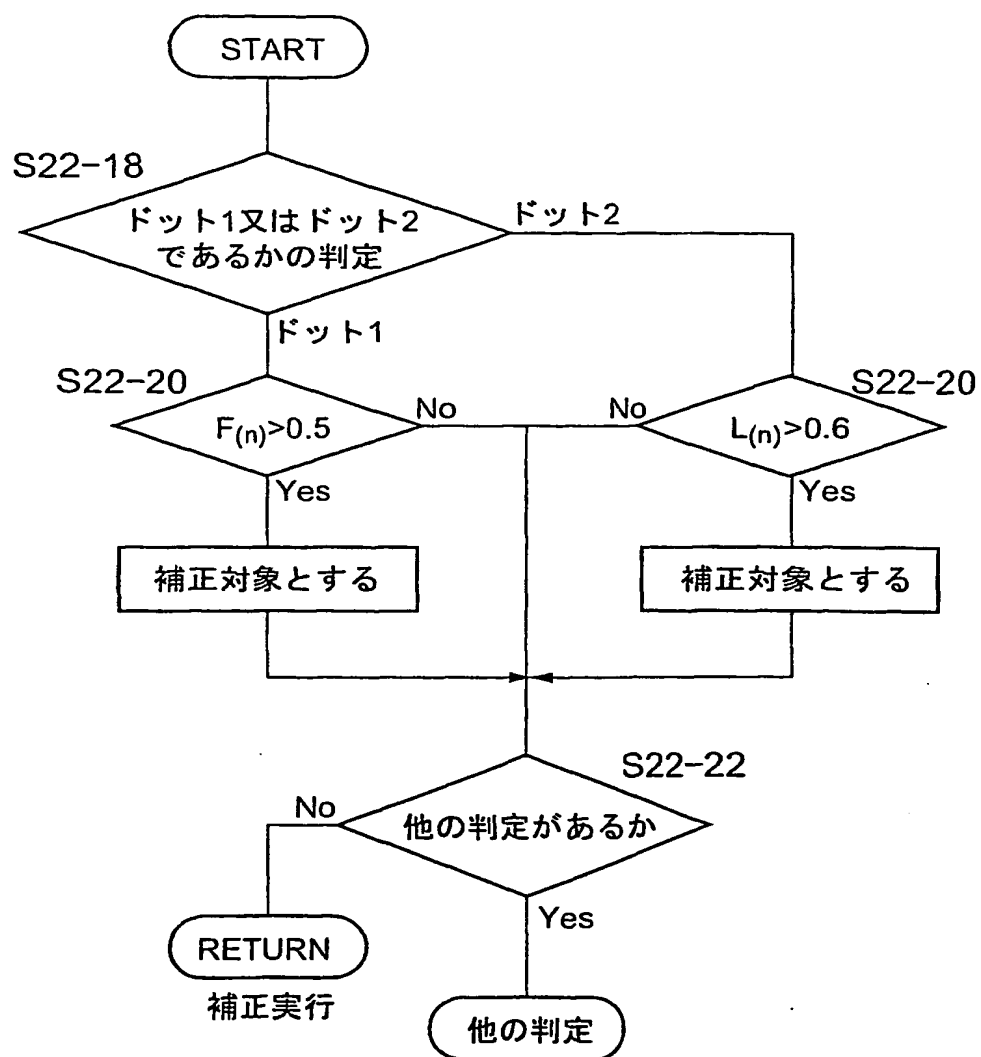 START
S22-18
ドット1又はドット2
であるかの判定
ドット2
ドット1
S22-20
F(n)>0.5
No
No
L(n)>0.6
S22-20
Yes
Yes
補正対象とする
補正対象とする
S22-22
他の判定があるか
No
Yes
RETURN
補正実行
他の判定